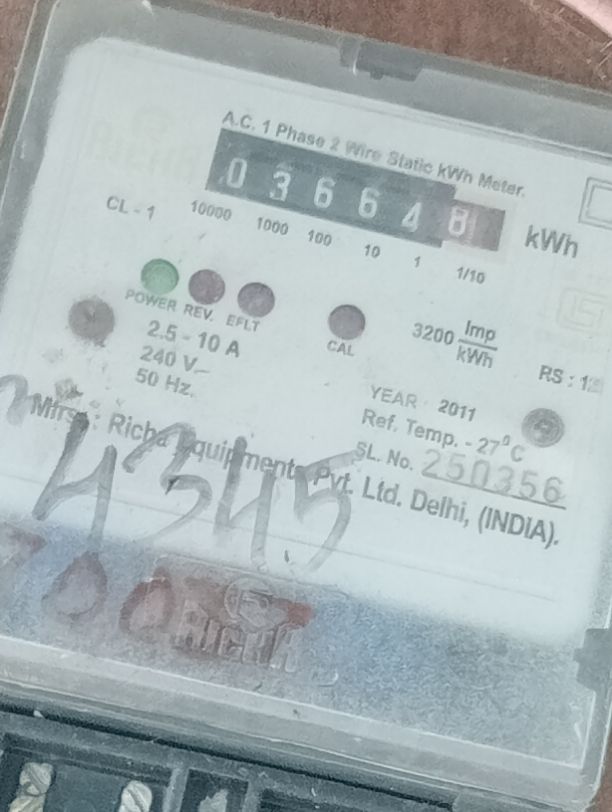 A.C. 1 Phase 2 Wire Static kWh Meter.
0 3 6 6 4 8 kWh
CL - 1 10000 1000 100 10 1 1/10
POWER REV. EFLT CAL
3200 Imp/kWh
2.5 - 10 A
240 V~
50 Hz.
YEAR 2011
Ref. Temp. - 27°C
SL. No. 250356
Mfrs : Richa Equipments Pvt. Ltd. Delhi, (INDIA).
4345
RICHA